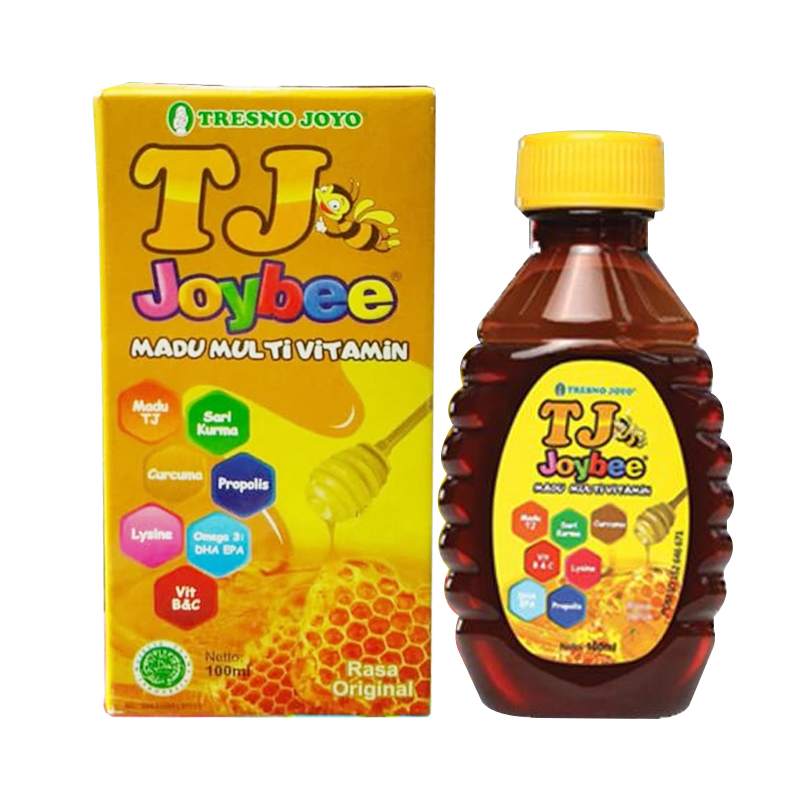 TRESNO JOYO®
TJ
Joybee®
MADU MULTI VITAMIN
Madu
TJ
Sari
Kurma
Curcuma
Propolis
Lysine
Omega 3:
DHA EPA
Vit
B&C
Netto:
100ml
Rasa
Original
TRESNO JOYO®
TJ
Joybee®
MADU MULTI VITAMIN
Madu
TJ
Sari
Kurma
Curcuma
Vit
B & C
Lysine
DHA
EPA
Propolis
Netto: 100ml